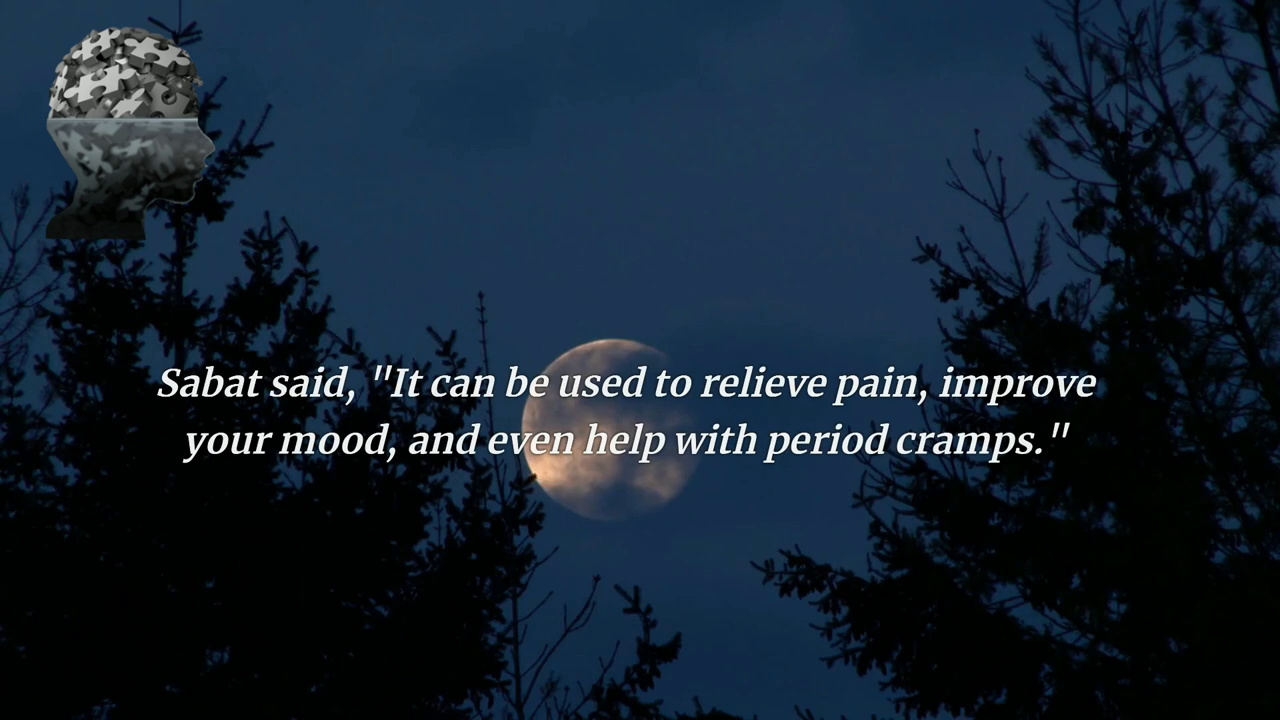 Sabat said, "It can be used to relieve pain, improve
your mood, and even help with period cramps."